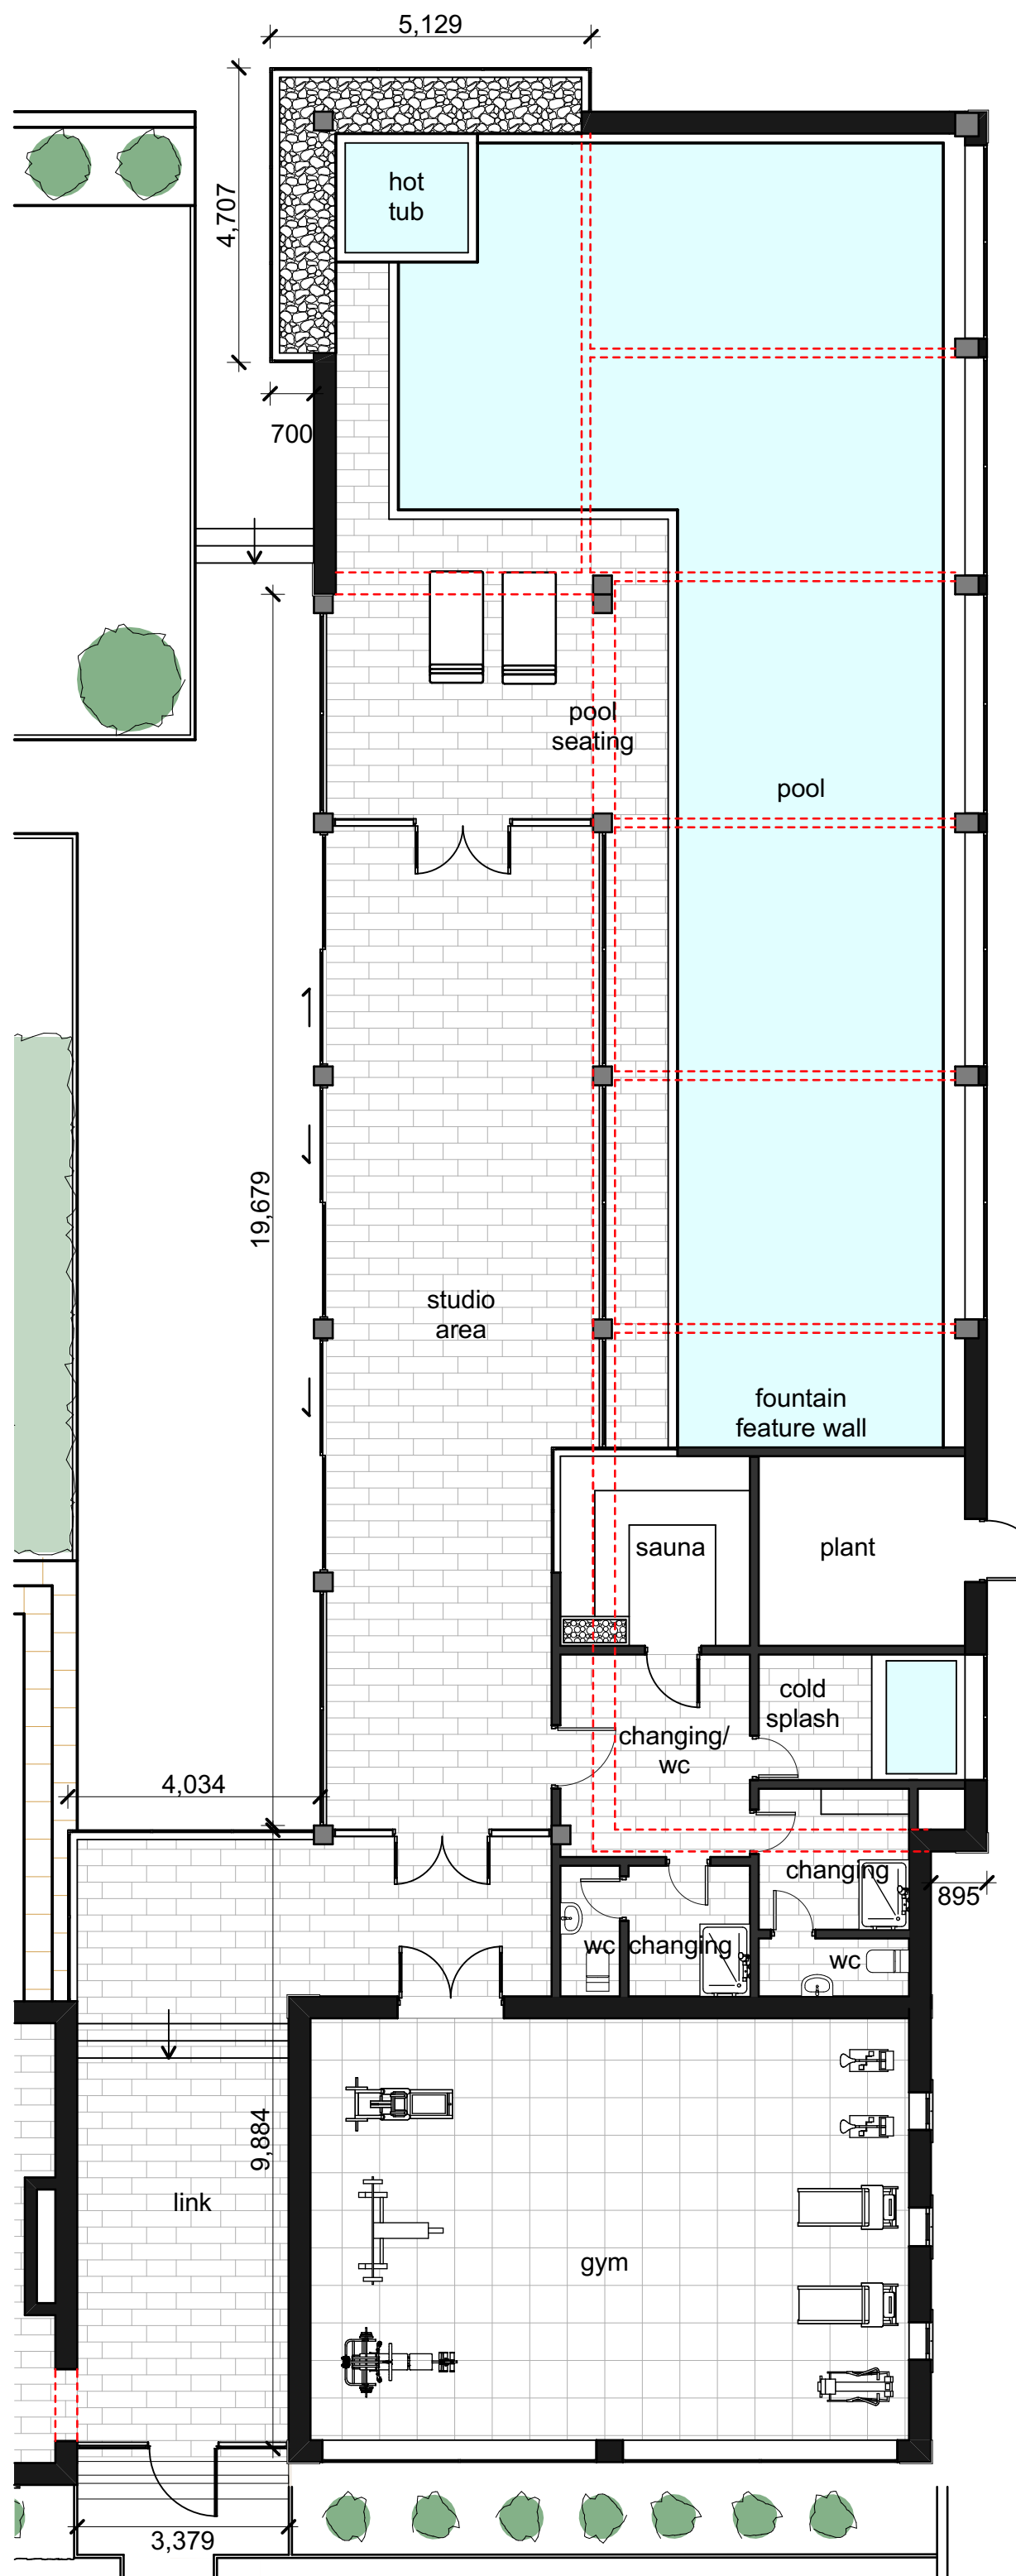 5,129
4,707
hot
tub
700
pool
seating
pool
19,679
studio
area
fountain
feature wall
sauna
plant
cold
splash
changing/
wc
4,034
changing
895
wc
changing
wc
9,884
link
gym
3,379